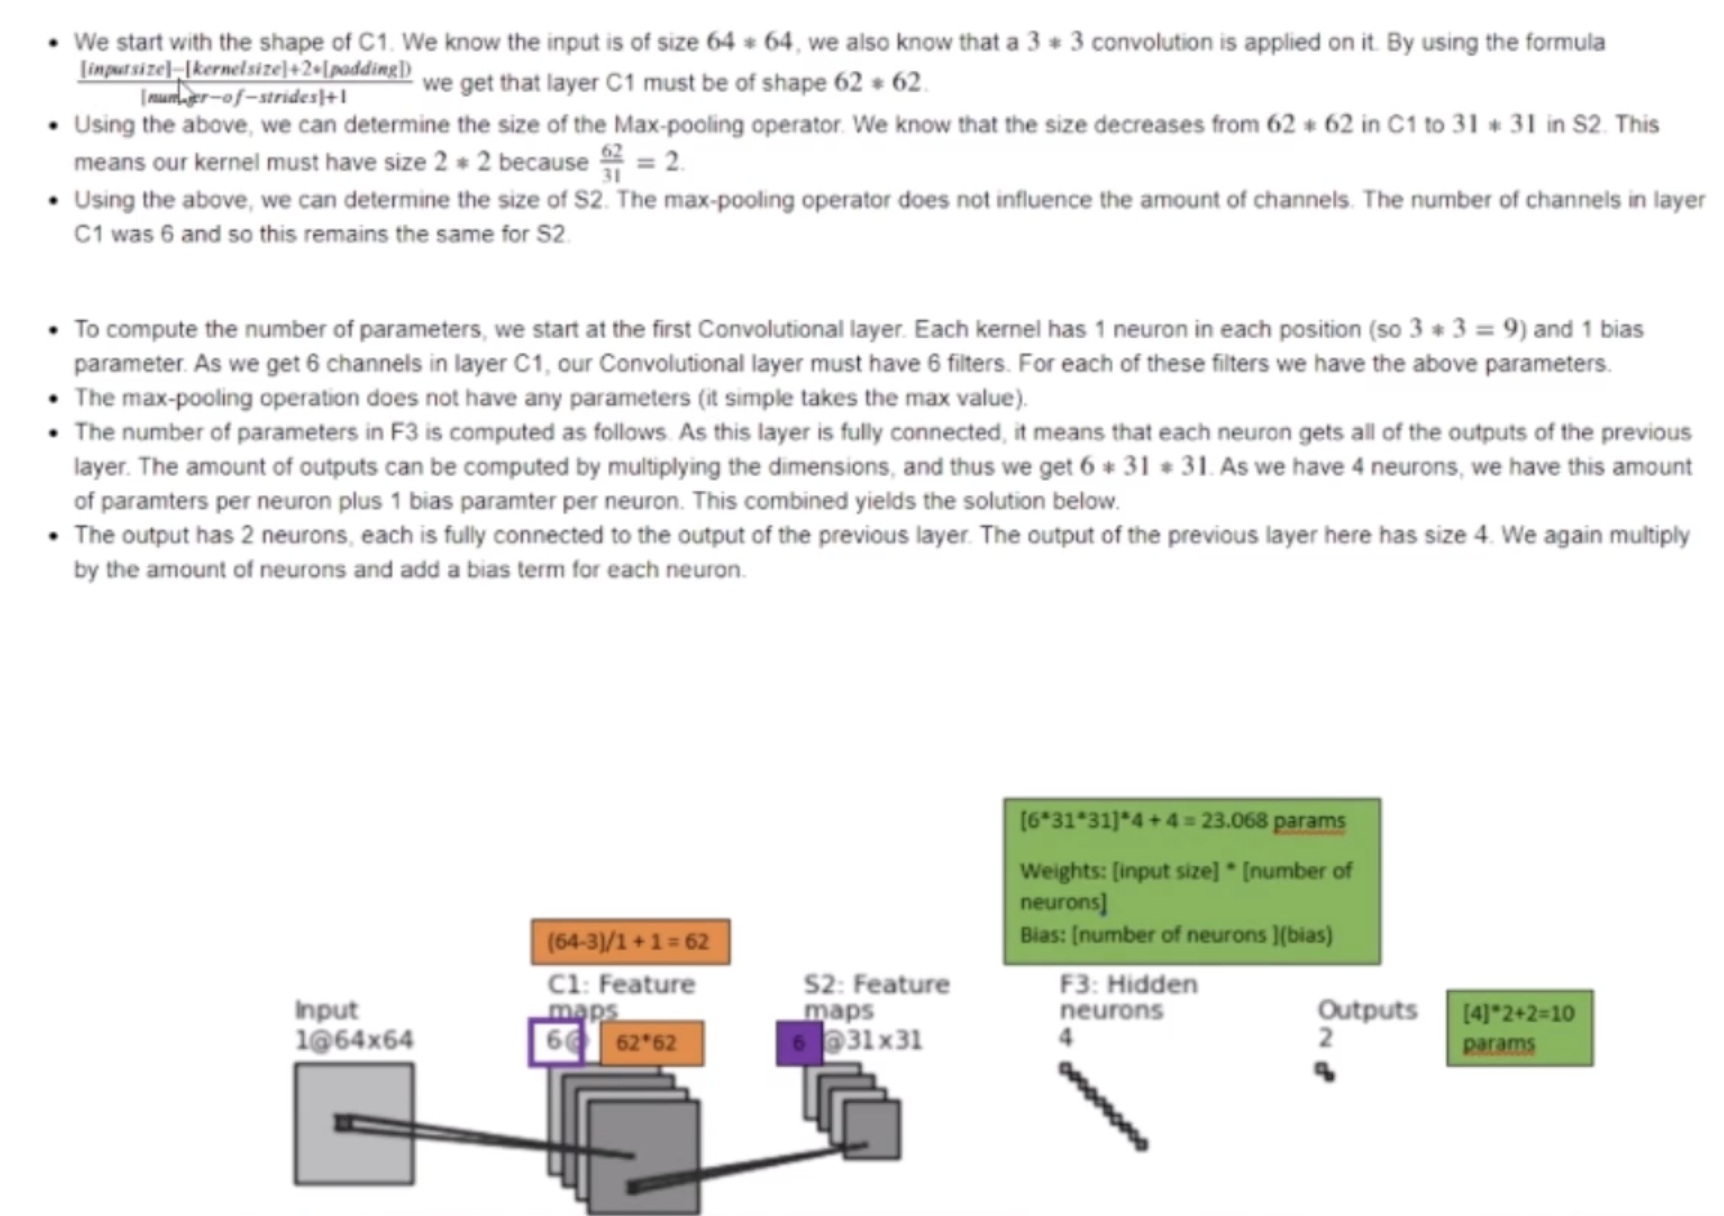 • We start with the shape of C1. We know the input is of size 64 * 64, we also know that a 3 * 3 convolution is applied on it. By using the formula
[inputsize]−[kernelsize]+2*[padding])
[number−of−strides]+1
we get that layer C1 must be of shape 62 * 62.
• Using the above, we can determine the size of the Max-pooling operator. We know that the size decreases from 62 * 62 in C1 to 31 * 31 in S2. This
means our kernel must have size 2 * 2 because 62/31 = 2.
• Using the above, we can determine the size of S2. The max-pooling operator does not influence the amount of channels. The number of channels in layer
C1 was 6 and so this remains the same for S2.
• To compute the number of parameters, we start at the first Convolutional layer. Each kernel has 1 neuron in each position (so 3 * 3 = 9) and 1 bias
parameter. As we get 6 channels in layer C1, our Convolutional layer must have 6 filters. For each of these filters we have the above parameters.
• The max-pooling operation does not have any parameters (it simple takes the max value).
• The number of parameters in F3 is computed as follows. As this layer is fully connected, it means that each neuron gets all of the outputs of the previous
layer. The amount of outputs can be computed by multiplying the dimensions, and thus we get 6 * 31 * 31. As we have 4 neurons, we have this amount
of paramters per neuron plus 1 bias paramter per neuron. This combined yields the solution below.
• The output has 2 neurons, each is fully connected to the output of the previous layer. The output of the previous layer here has size 4. We again multiply
by the amount of neurons and add a bias term for each neuron.
[6*31*31]*4 + 4 = 23.068 params
Weights: [input size] * [number of
neurons]
Bias: [number of neurons ](bias)
(64-3)/1 + 1 = 62
Input
1@64x64
C1: Feature
maps
6@ 62*62
S2: Feature
maps
6 @31x31
F3: Hidden
neurons
4
Outputs
2
[4]*2+2=10
params